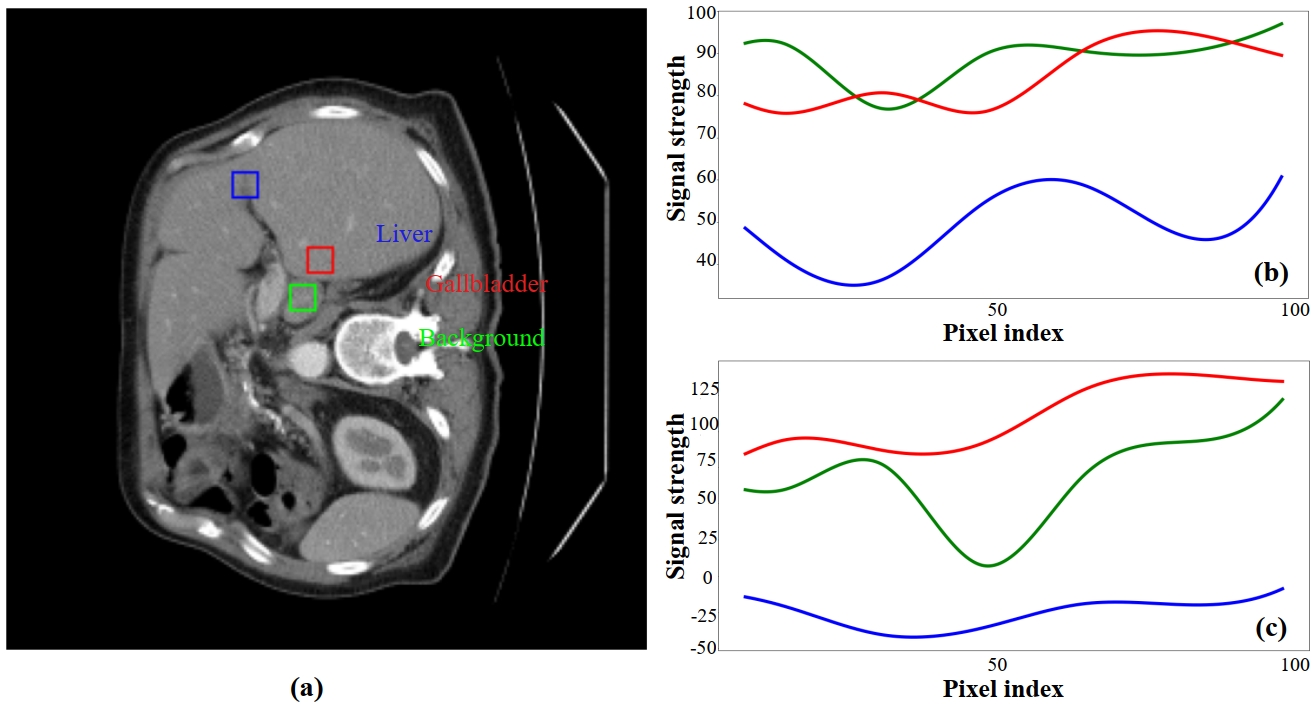 Liver
Gallbladder
Background
(a)
Signal strength
100
90
80
70
60
50
40
50
100
Pixel index
(b)
Signal strength
125
100
75
50
25
0
-25
-50
50
100
Pixel index
(c)